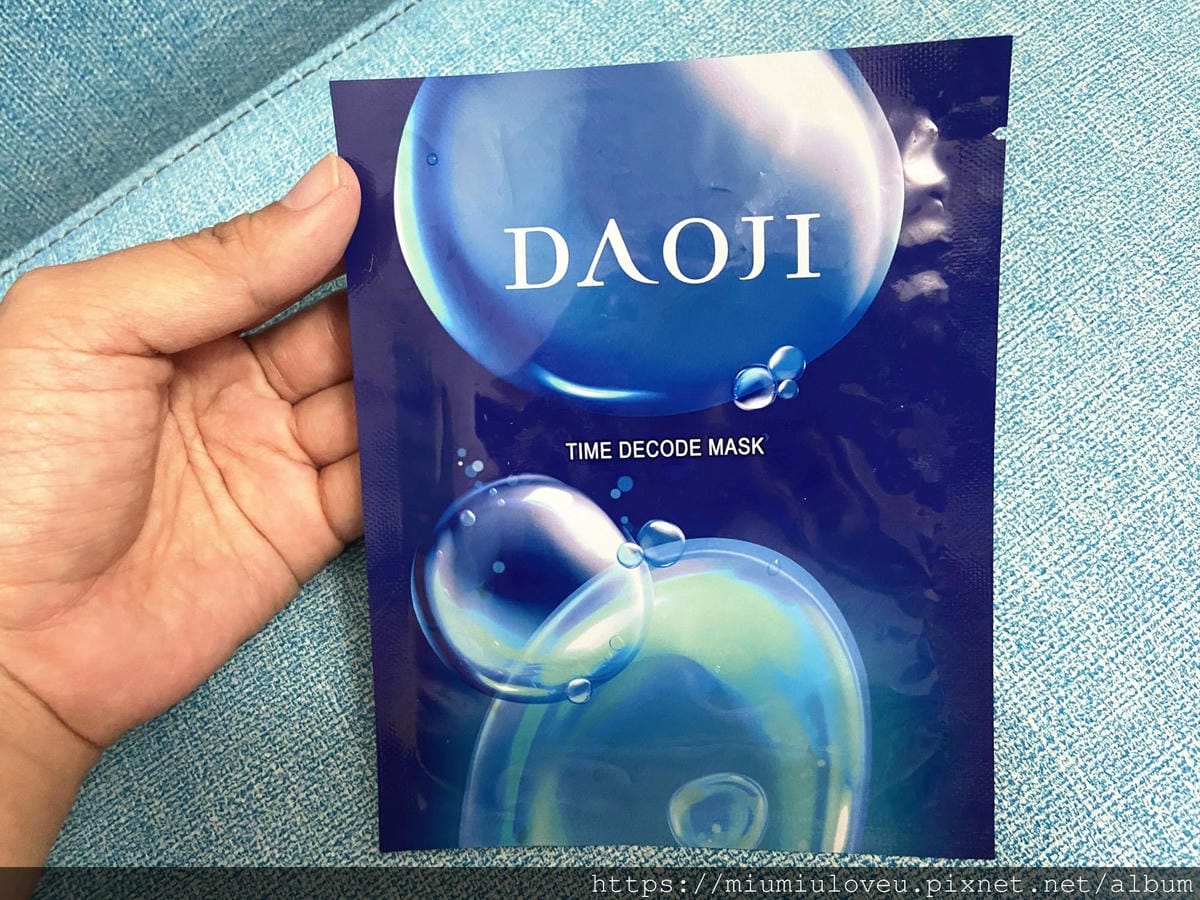 DAOJI
TIME DECODE MASK
https://miumiuloveu.pixnet.net/album